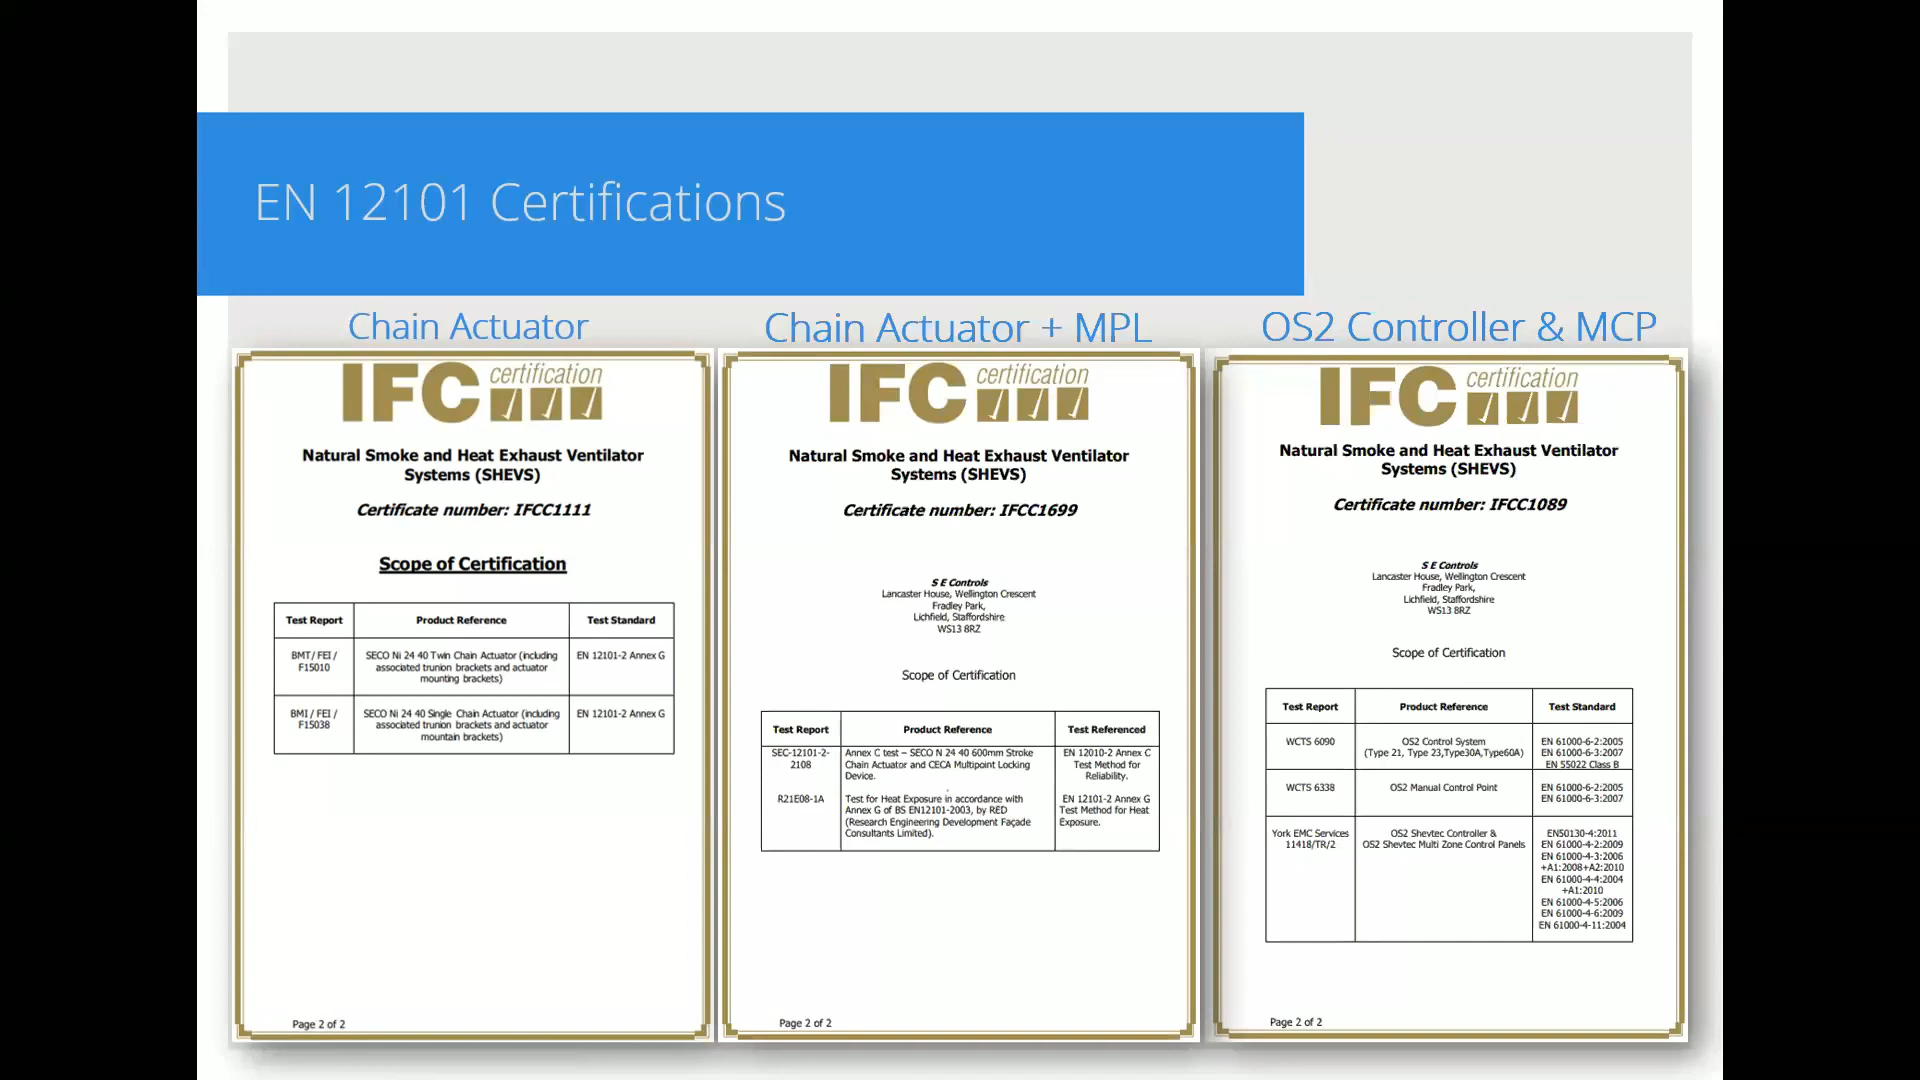 EN 12101 Certifications
Chain Actuator
IFC certification
Natural Smoke and Heat Exhaust Ventilator
Systems (SHEVS)
Certificate number: IFCC1111
Scope of Certification
Test Report Product Reference Test Standard
BMT/ FEI / SECO Ni 24 40 Twin Chain Actuator (including EN 12101-2 Annex G
F15010 associated trunion brackets and actuator
mounting brackets)
BMI / FEI / SECO Ni 24 40 Single Chain Actuator (including EN 12101-2 Annex G
F15038 associated trunion brackets and actuator
mountain brackets)
Page 2 of 2
Chain Actuator + MPL
IFC certification
Natural Smoke and Heat Exhaust Ventilator
Systems (SHEVS)
Certificate number: IFCC1699
S E Controls
Lancaster House, Wellington Crescent
Fradley Park,
Lichfield, Staffordshire
WS13 8RZ
Scope of Certification
Test Report Product Reference Test Referenced
SEC-12101-2- Annex C test – SECO N 24 40 600mm Stroke EN 12010-2 Annex C
2108 Chain Actuator and CECA Multipoint Locking Test Method for
Device. Reliability.
R21E08-1A Test for Heat Exposure in accordance with EN 12101-2 Annex G
Annex G of BS EN12101-2003, by RED Test Method for Heat
(Research Engineering Development Façade Exposure.
Consultants Limited).
Page 2 of 2
OS2 Controller & MCP
IFC certification
Natural Smoke and Heat Exhaust Ventilator
Systems (SHEVS)
Certificate number: IFCC1089
S E Controls
Lancaster House, Wellington Crescent
Fradley Park,
Lichfield, Staffordshire
WS13 8RZ
Scope of Certification
Test Report Product Reference Test Standard
WCTS 6090 OS2 Control System EN 61000-6-2:2005
(Type 21, Type 23,Type30A,Type60A) EN 61000-6-3:2007
EN 55022 Class B
WCTS 6338 OS2 Manual Control Point EN 61000-6-2:2005
EN 61000-6-3:2007
York EMC Services OS2 Shevtec Controller & EN50130-4:2011
11418/TR/2 OS2 Shevtec Multi Zone Control Panels EN 61000-4-2:2009
EN 61000-4-3:2006
+A1:2008+A2:2010
EN 61000-4-4:2004
+A1:2010
EN 61000-4-5:2006
EN 61000-4-6:2009
EN 61000-4-11:2004
Page 2 of 2